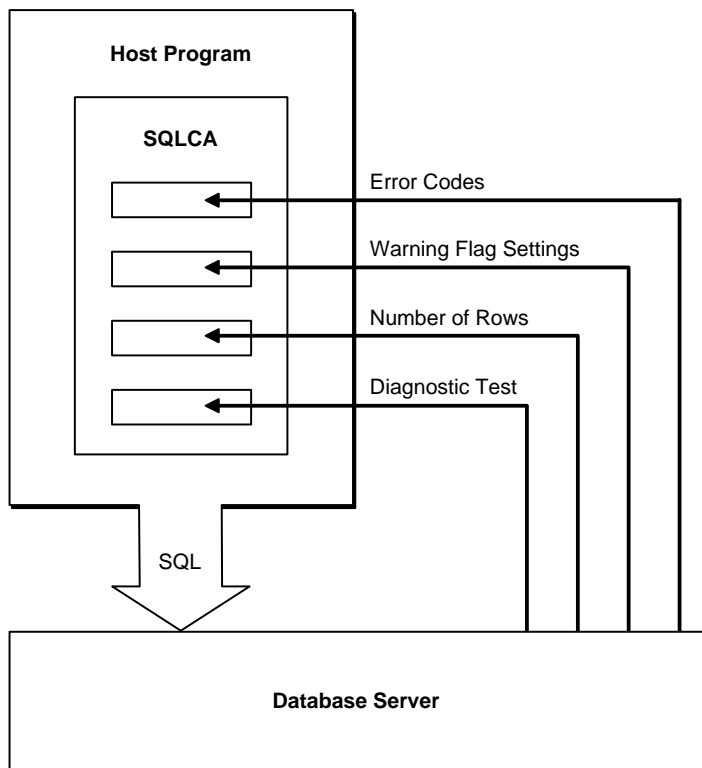 Host Program
SQLCA
Error Codes
Warning Flag Settings
Number of Rows
Diagnostic Test
SQL
Database Server